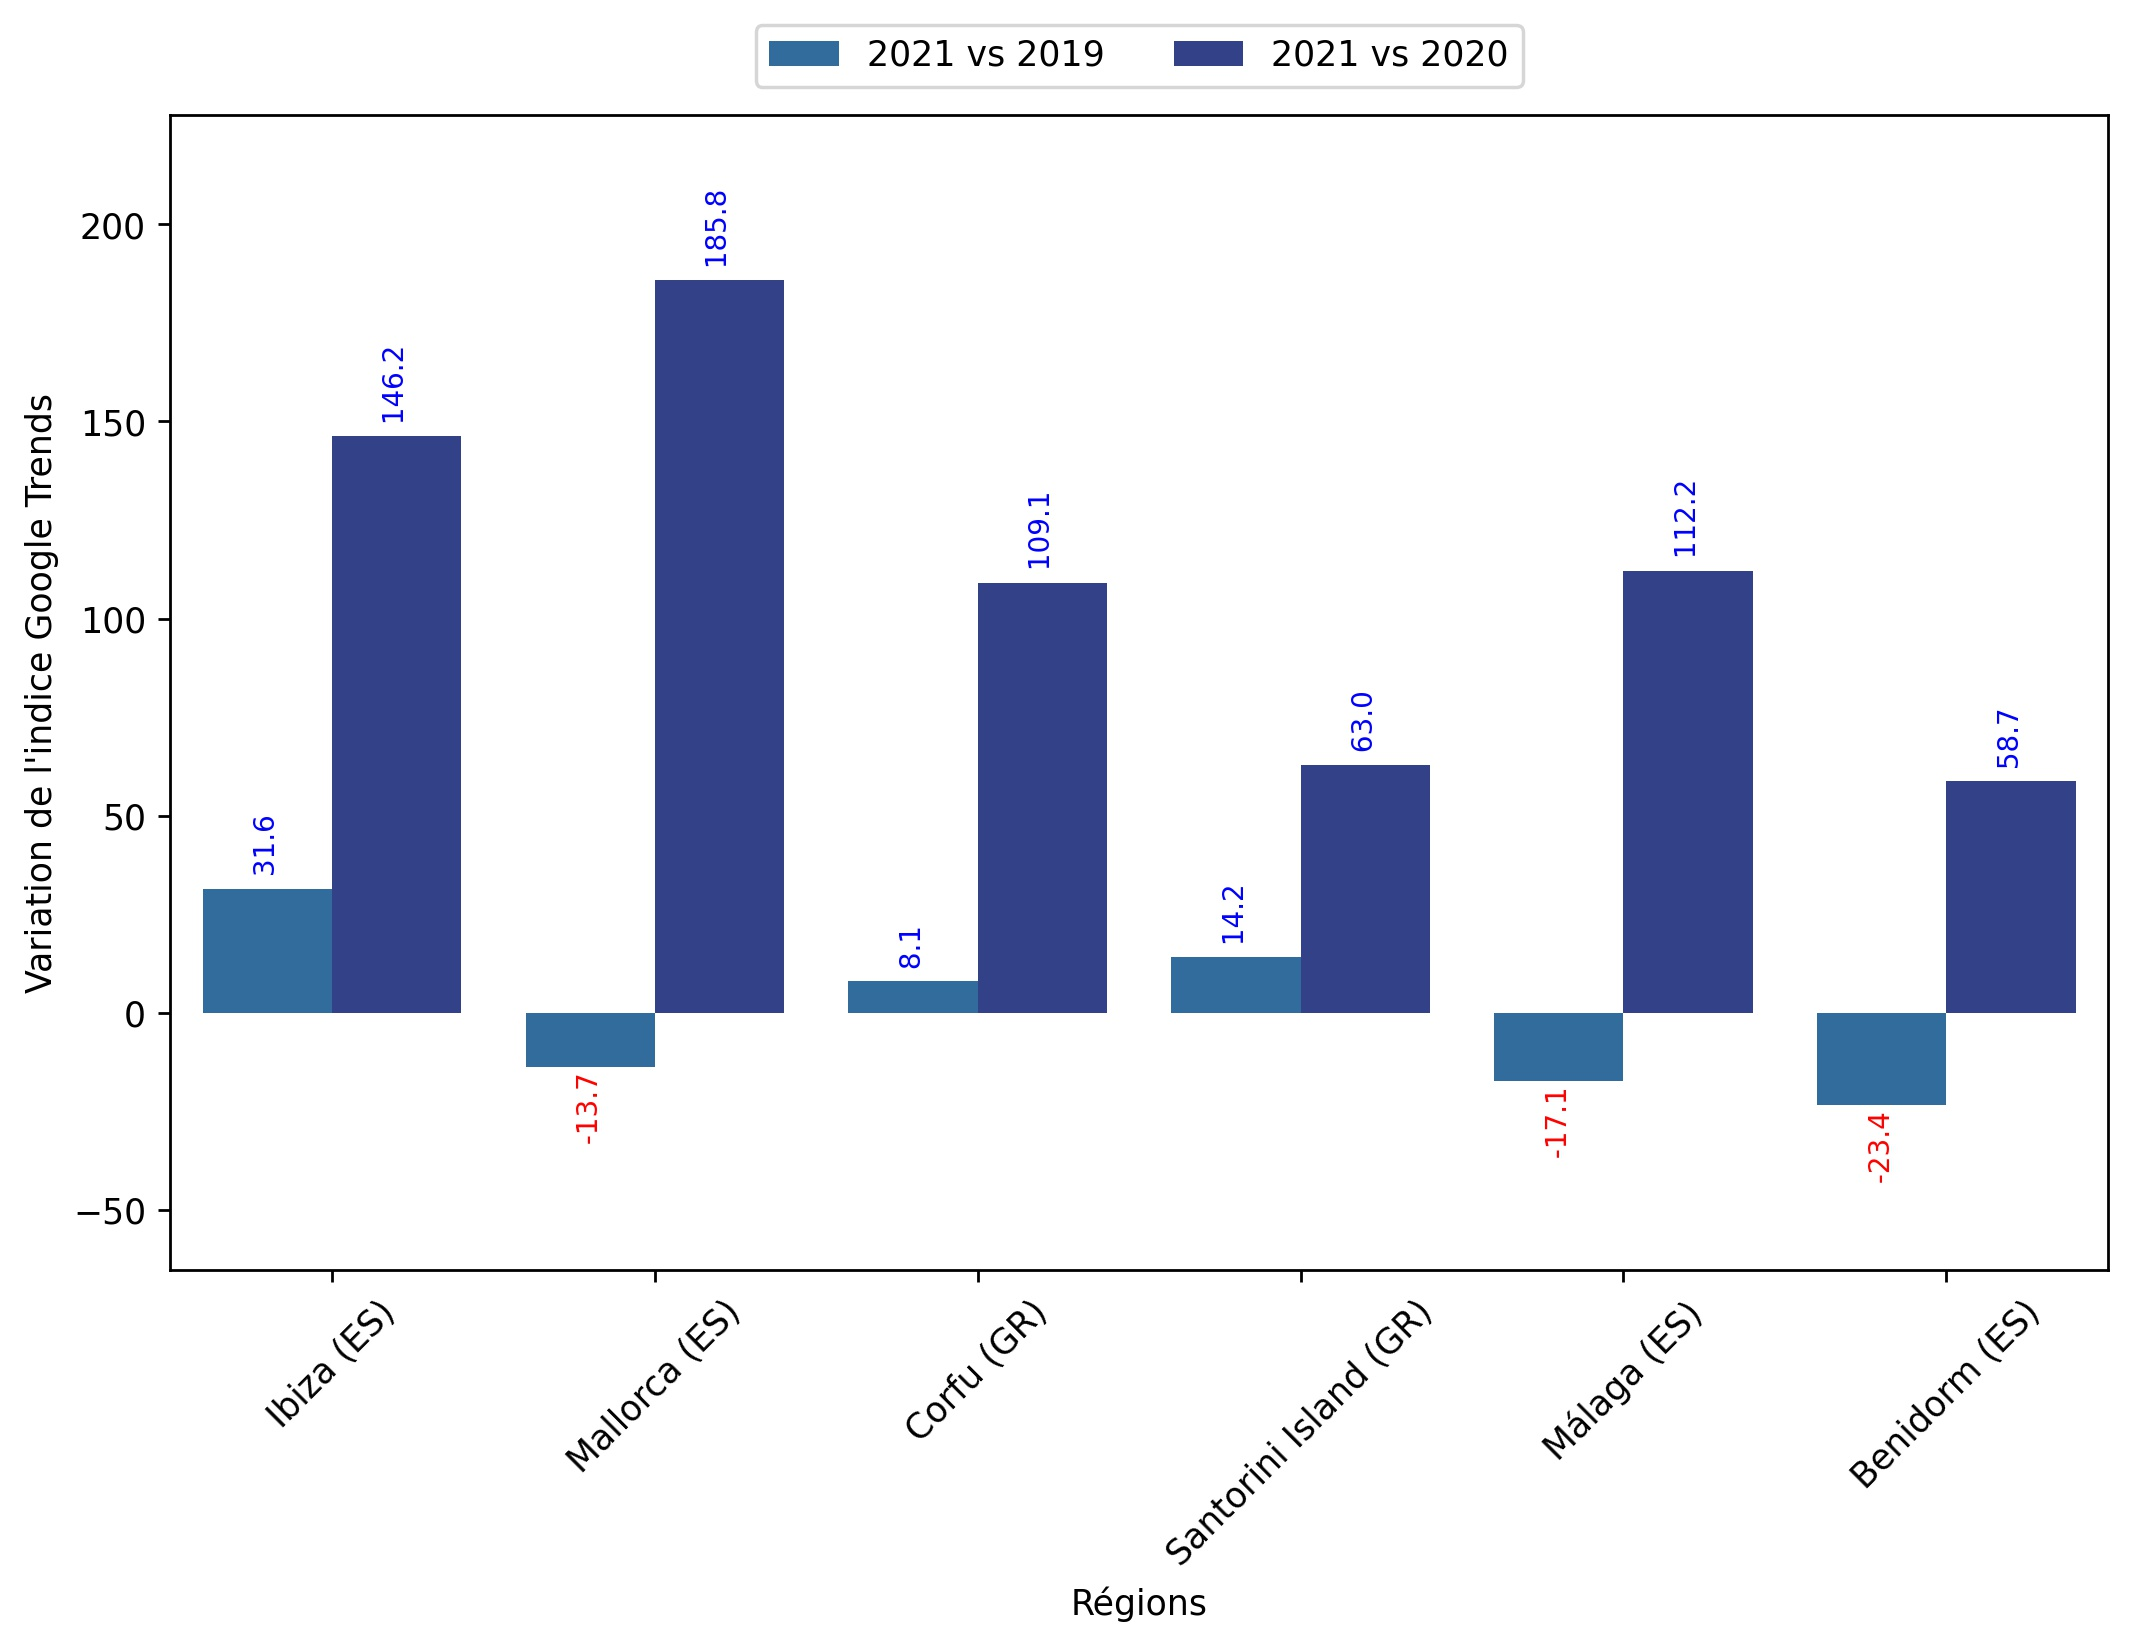 2021 vs 2019
2021 vs 2020
Variation de l'indice Google Trends
200
150
100
50
0
−50
31.6
146.2
-13.7
185.8
8.1
109.1
14.2
63.0
-17.1
112.2
-23.4
58.7
Ibiza (ES)
Mallorca (ES)
Corfu (GR)
Santorini Island (GR)
Málaga (ES)
Benidorm (ES)
Régions